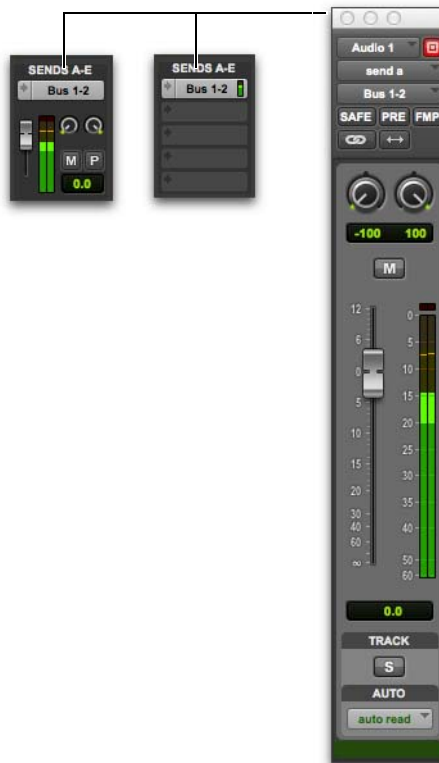 SENDS A-E
Bus 1-2
M P
0.0
SENDS A-E
Bus 1-2
Audio 1
send a
Bus 1-2
SAFE PRE FMP
-100 100
M
12
6
0
5
10
15
20
30
40
60
∞
0
5
10
15
20
25
30
35
40
50
60
0.0
TRACK
S
AUTO
auto read